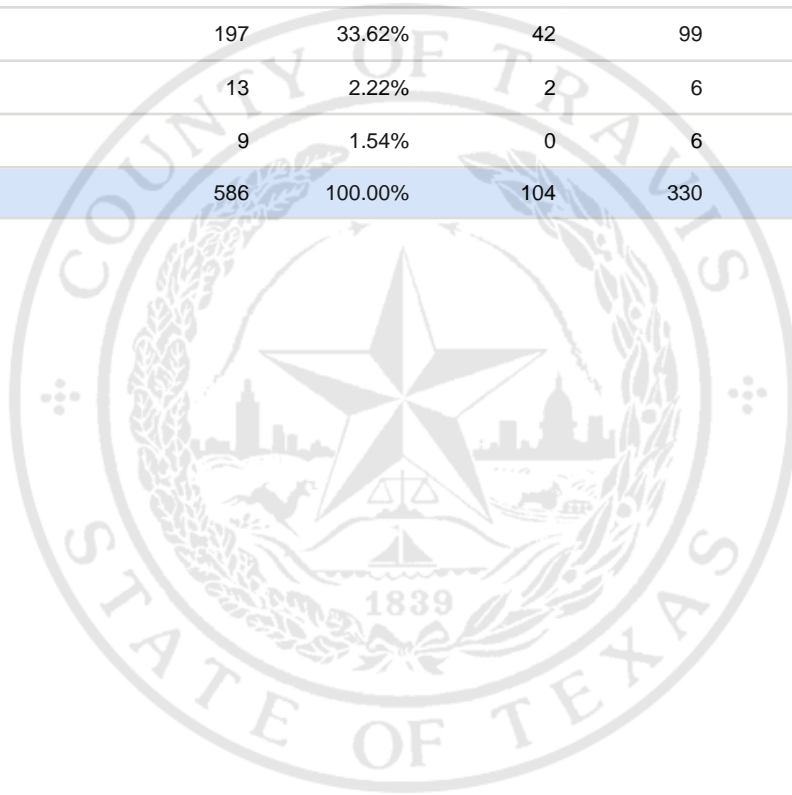 197 33.62% 42 99
13 2.22% 2 6
9 1.54% 0 6
586 100.00% 104 330
COUNTY OF TRAVIS
1839
STATE OF TEXAS